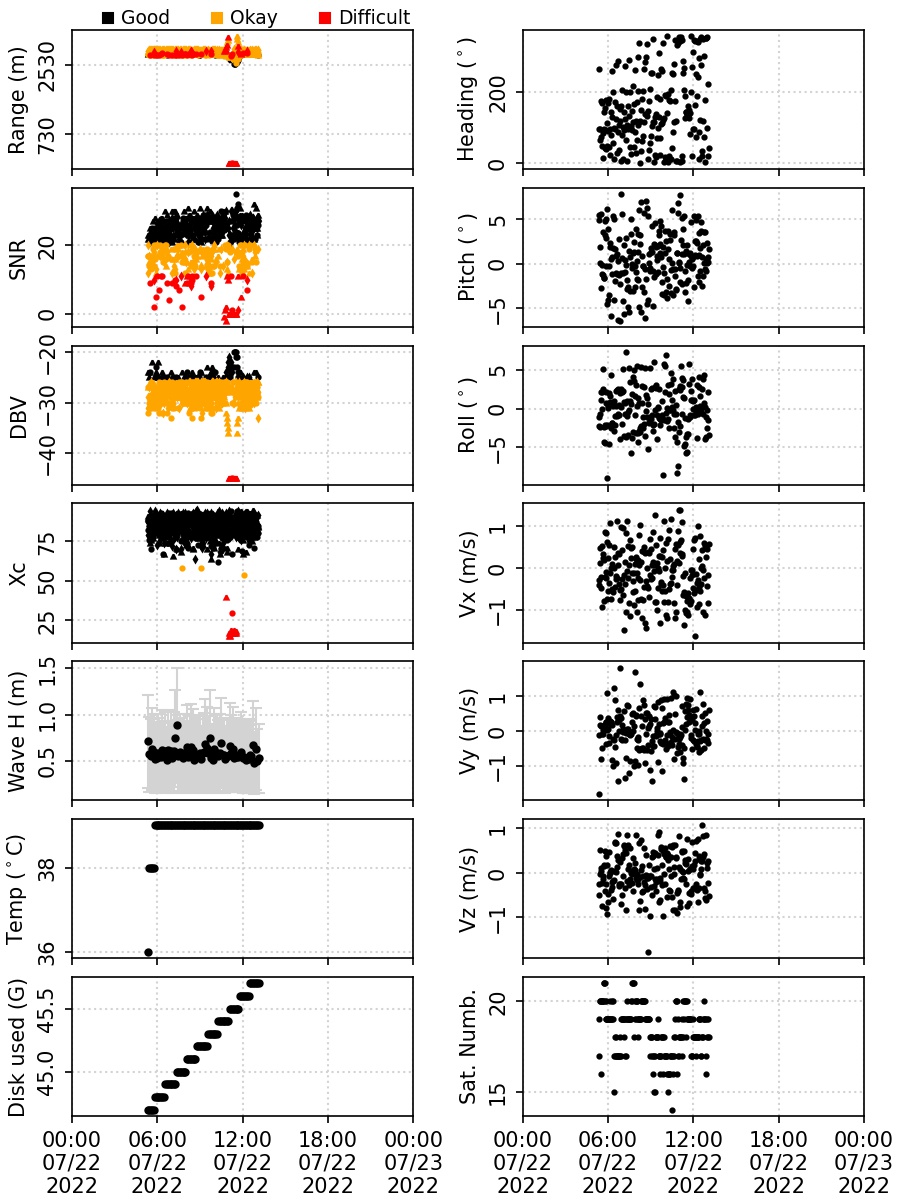 Good Okay Difficult
Range (m)
2530
730
Heading (°)
200
0
SNR
20
0
Pitch (°)
5
0
−5
DBV
−20
−30
−40
Roll (°)
5
0
−5
Xc
75
50
25
Vx (m/s)
1
0
−1
Wave H (m)
1.5
1.0
0.5
Vy (m/s)
1
0
−1
Temp (°C)
38
36
Vz (m/s)
1
0
−1
Disk used (G)
45.5
45.0
Sat. Numb.
20
15
00:00 06:00 12:00 18:00 00:00
07/22 07/22 07/22 07/22 07/23
2022 2022 2022 2022 2022
00:00 06:00 12:00 18:00 00:00
07/22 07/22 07/22 07/22 07/23
2022 2022 2022 2022 2022